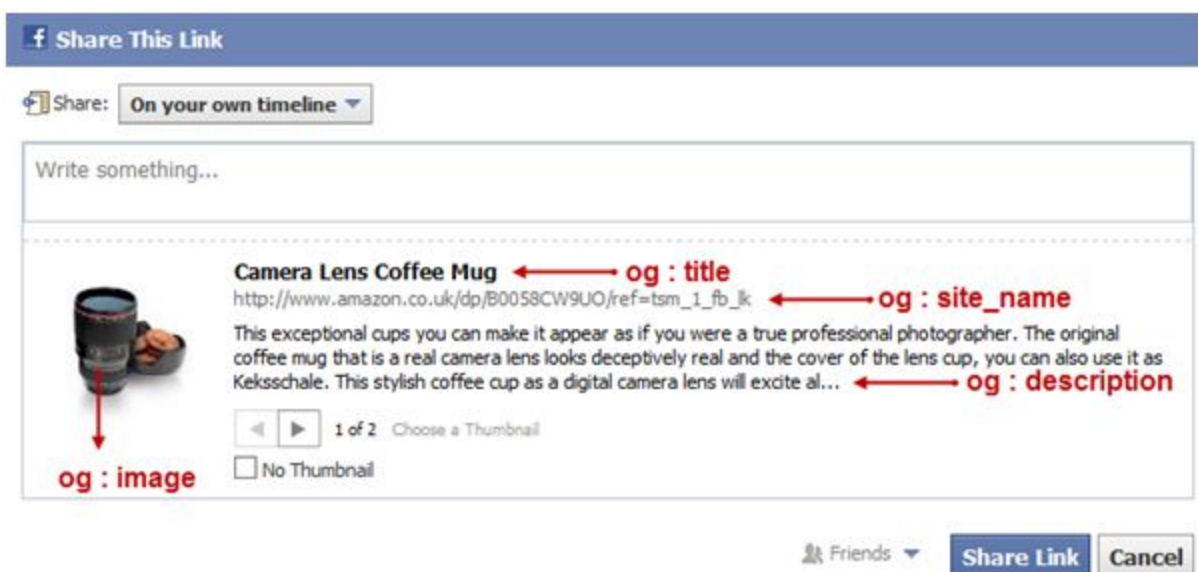 f Share This Link
Share: On your own timeline
Write something...
Camera Lens Coffee Mug og : title
http://www.amazon.co.uk/dp/B0058CW9UO/ref=tsm_1_fb_lk og : site_name
This exceptional cups you can make it appear as if you were a true professional photographer. The original
coffee mug that is a real camera lens looks deceptively real and the cover of the lens cup, you can also use it as
Keksschale. This stylish coffee cup as a digital camera lens will excite al... og : description
1 of 2 Choose a Thumbnail
No Thumbnail
og : image
Friends Share Link Cancel